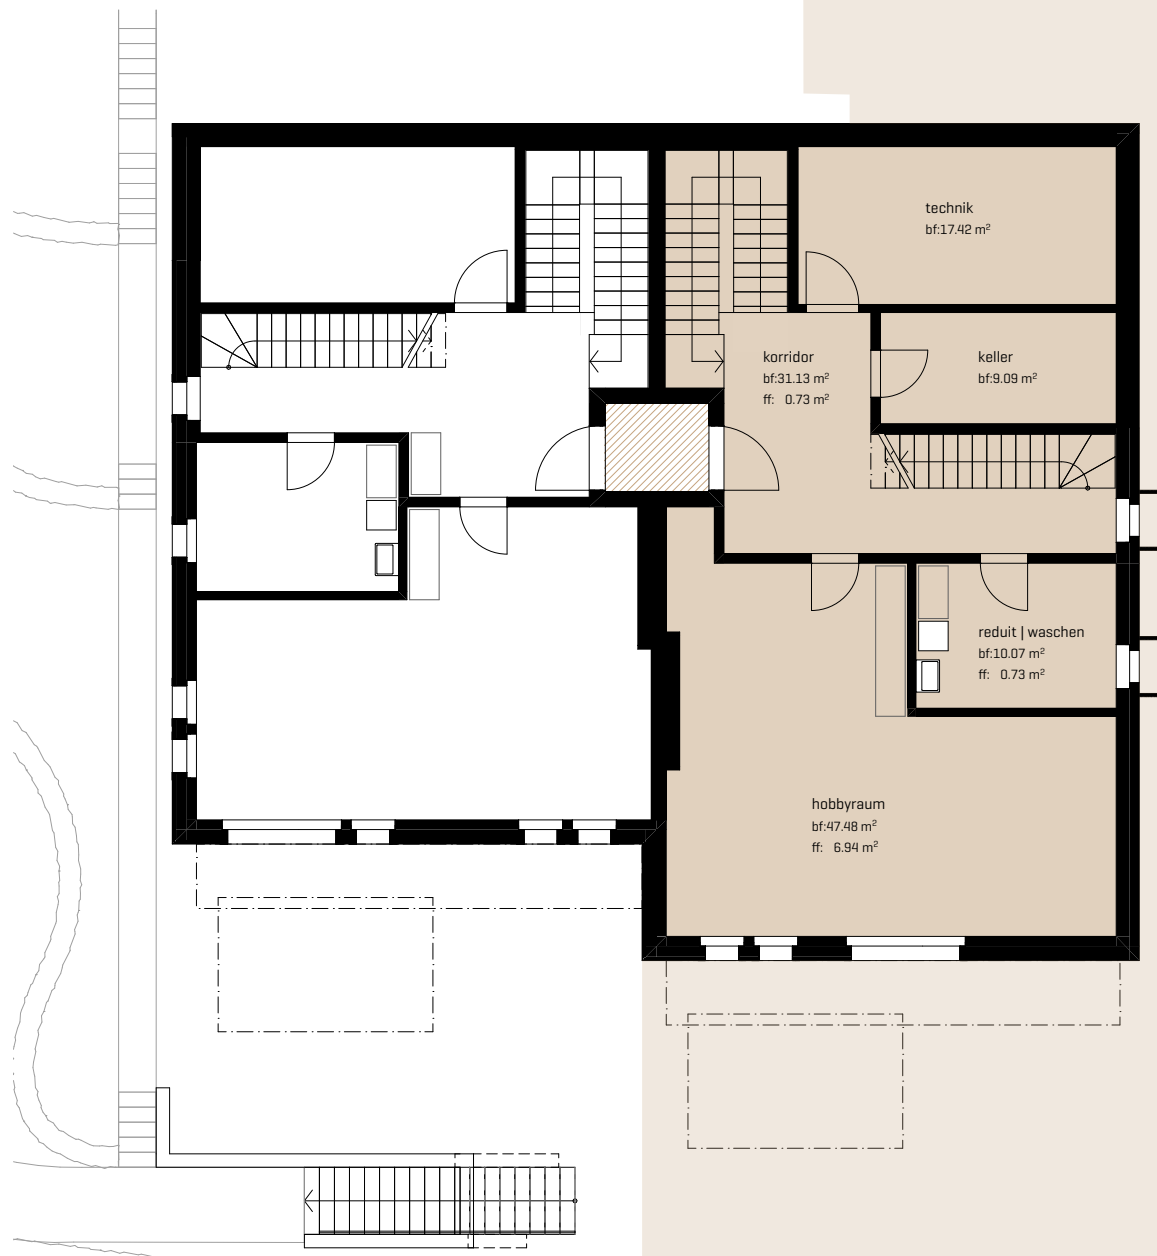 technik
bf:17.42 m²
korridor
bf:31.13 m²
ff: 0.73 m²
keller
bf:9.09 m²
reduit | waschen
bf:10.07 m²
ff: 0.73 m²
hobbyraum
bf:47.48 m²
ff: 6.94 m²